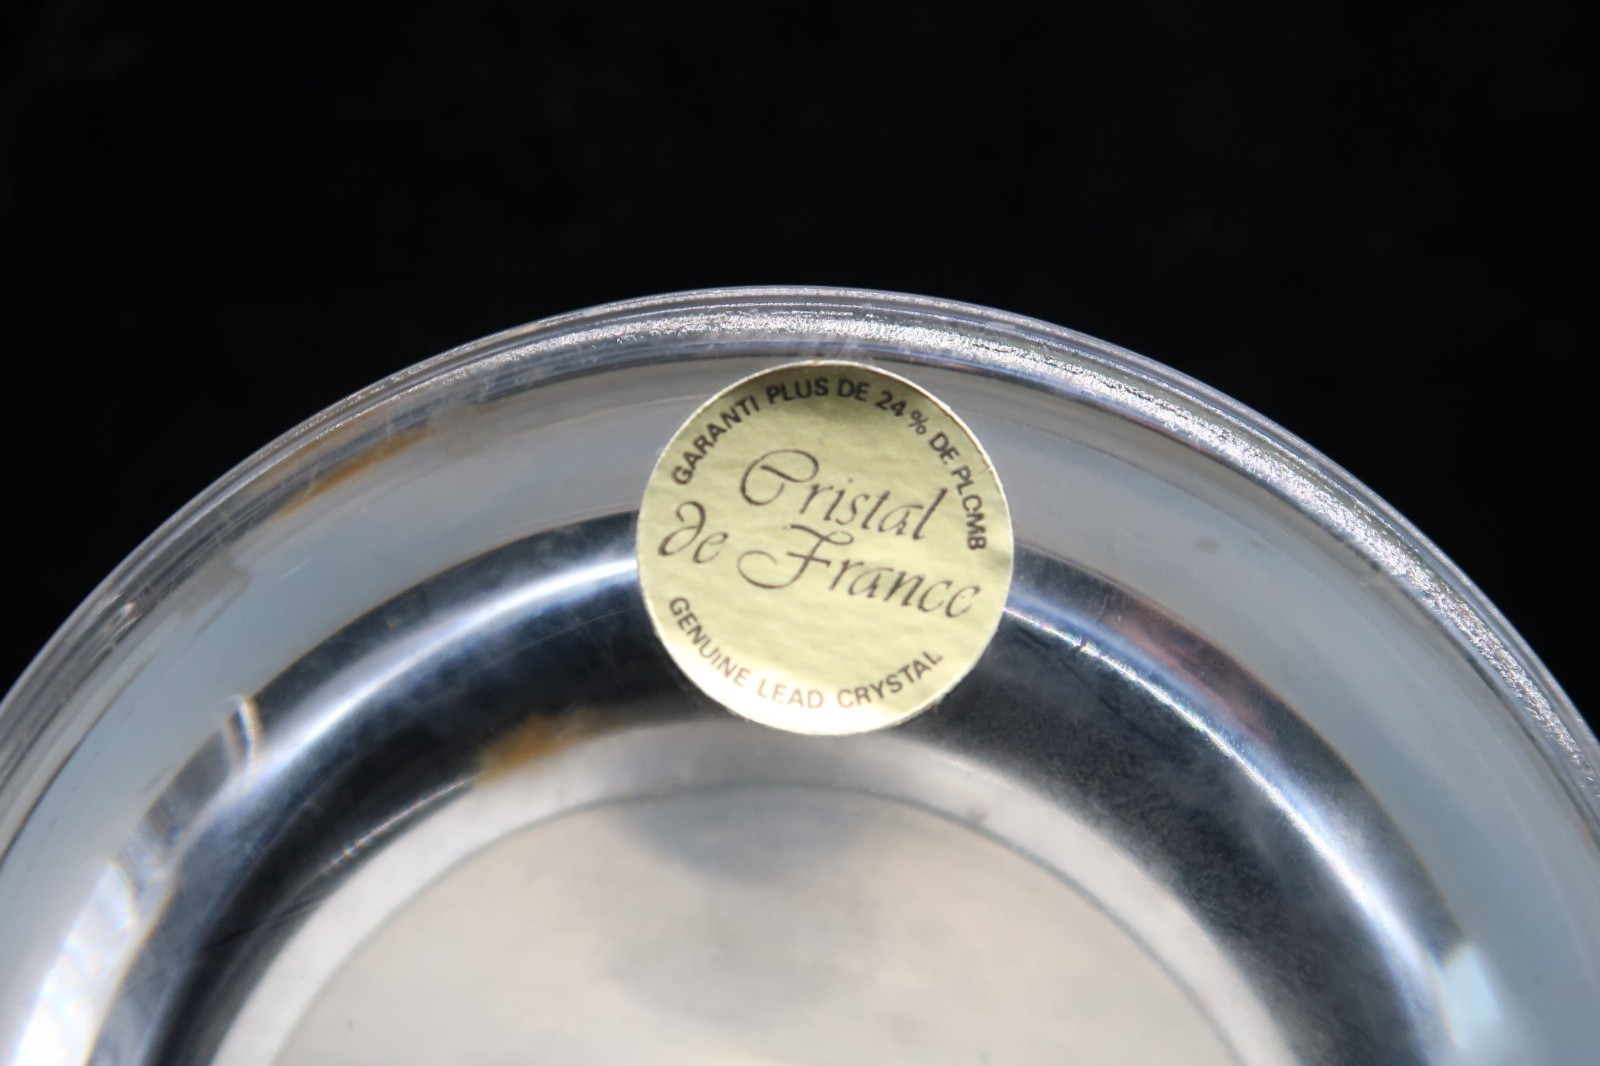 GARANTI PLUS DE 24% DE PLOMB
Cristal
de France
GENUINE LEAD CRYSTAL